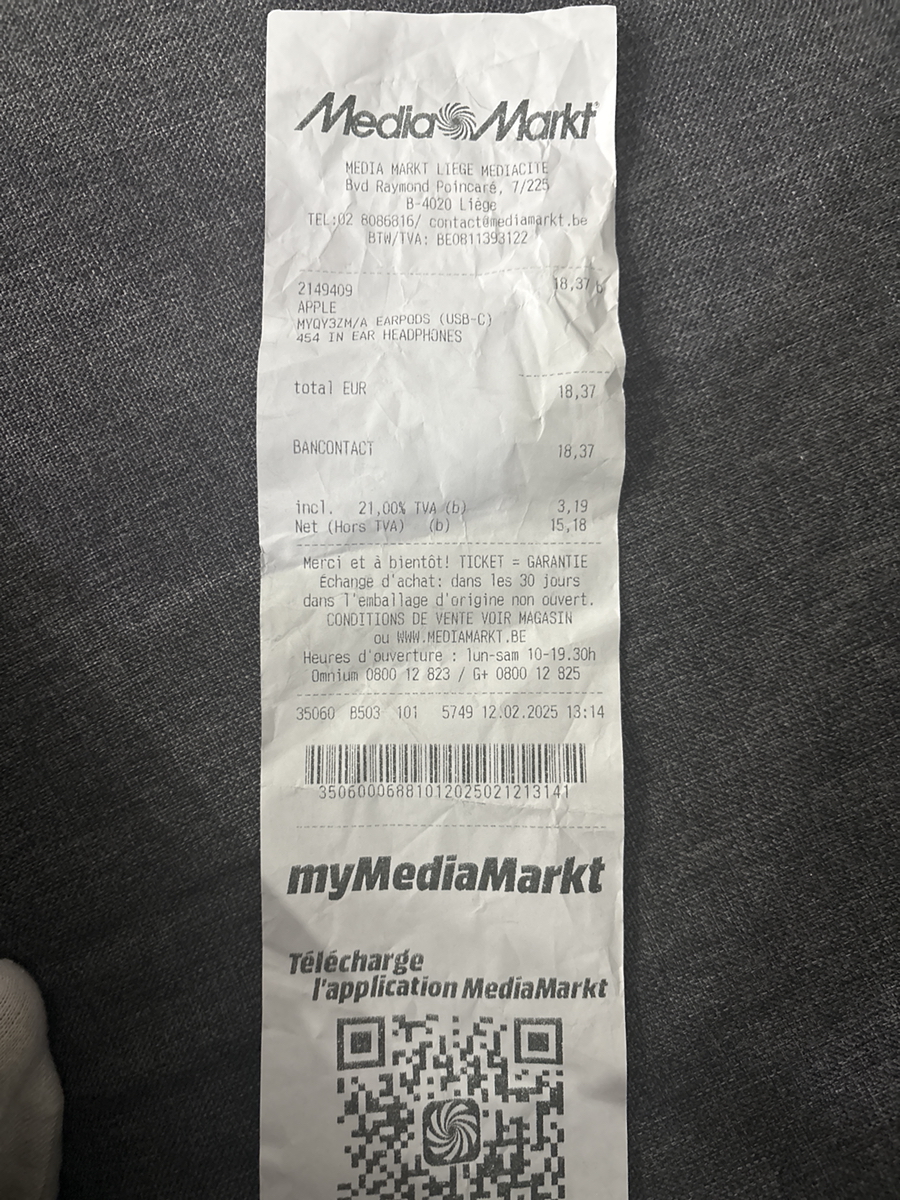 Media Markt
MEDIA MARKT LIEGE MEDIACITE
Bvd Raymond Poincaré, 7/225
B-4020 Liège
TEL:02 8086816/ contact@mediamarkt.be
BTW/TVA: BE0811393122
2149409 18,37 b
APPLE
MYQY3ZM/A EARPODS (USB-C)
454 IN EAR HEADPHONES
total EUR 18,37
BANCONTACT 18,37
incl. 21,00% TVA (b) 3,19
Net (Hors TVA) (b) 15,18
Merci et à bientôt! TICKET = GARANTIE
Échange d'achat: dans les 30 jours
dans l'emballage d'origine non ouvert.
CONDITIONS DE VENTE VOIR MAGASIN
ou WWW.MEDIAMARKT.BE
Heures d'ouverture : lun-sam 10-19.30h
Omnium 0800 12 823 / G+ 0800 12 825
35060 B503 101 5749 12.02.2025 13:14
35060006881012025021213141
myMediaMarkt
Télécharge
l'application MediaMarkt